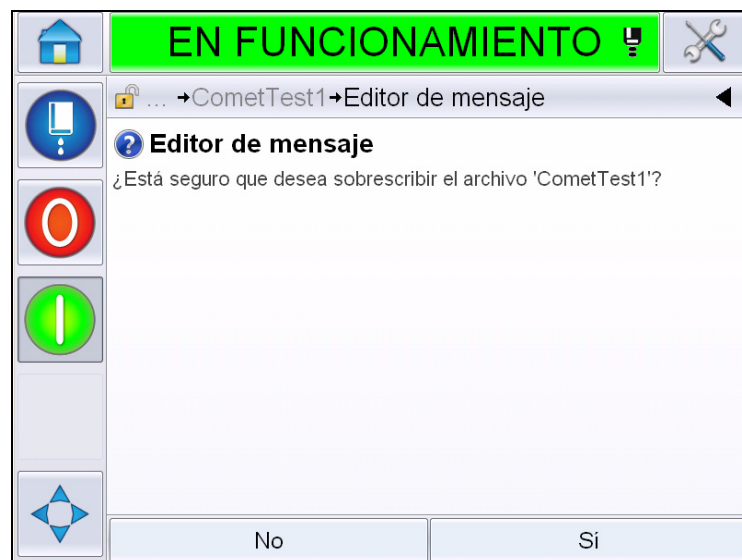 EN FUNCIONAMIENTO
... →CometTest1→Editor de mensaje
Editor de mensaje
¿Está seguro que desea sobrescribir el archivo 'CometTest1'?
No
Sí